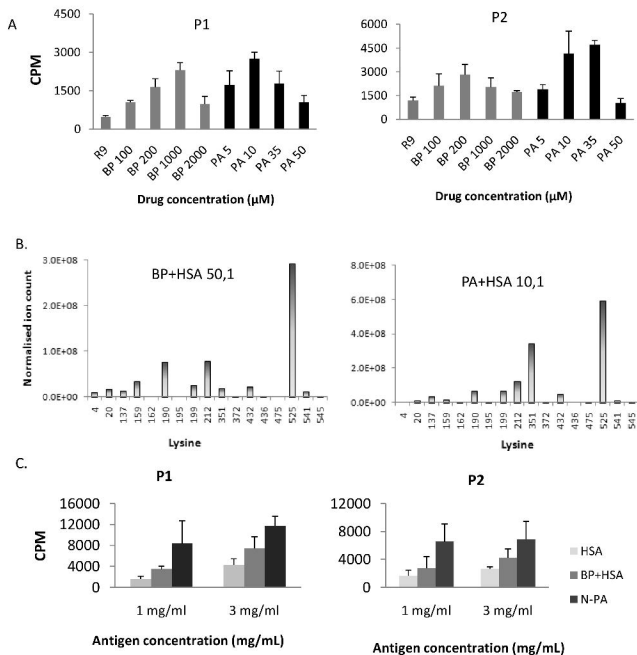 A
P1
P2
CPM
4500
3000
1500
0
R9
BP 100
BP 200
BP 1000
BP 2000
PA 5
PA 10
PA 35
PA 50
Drug concentration (µM)
6000
4500
3000
1500
0
R9
BP 100
BP 200
BP 1000
BP 2000
PA 5
PA 10
PA 35
PA 50
Drug concentration (µM)
B.
Normalised ion count
3.0E+08
2.0E+08
1.0E+08
0.0E+00
BP+HSA 50,1
4 20 137 159 162 190 195 199 212 351 372 432 436 475 525 541 545
Lysine
8.0E+08
6.0E+08
4.0E+08
2.0E+08
0.0E+00
PA+HSA 10,1
4 20 137 159 162 190 195 199 212 351 372 432 436 475 525 541 545
Lysine
C.
P1
CPM
16000
12000
8000
4000
0
1 mg/ml 3 mg/ml
Antigen concentration (mg/mL)
P2
12000
8000
4000
0
1 mg/ml 3 mg/ml
Antigen concentration (mg/mL)
HSA
BP+HSA
N-PA